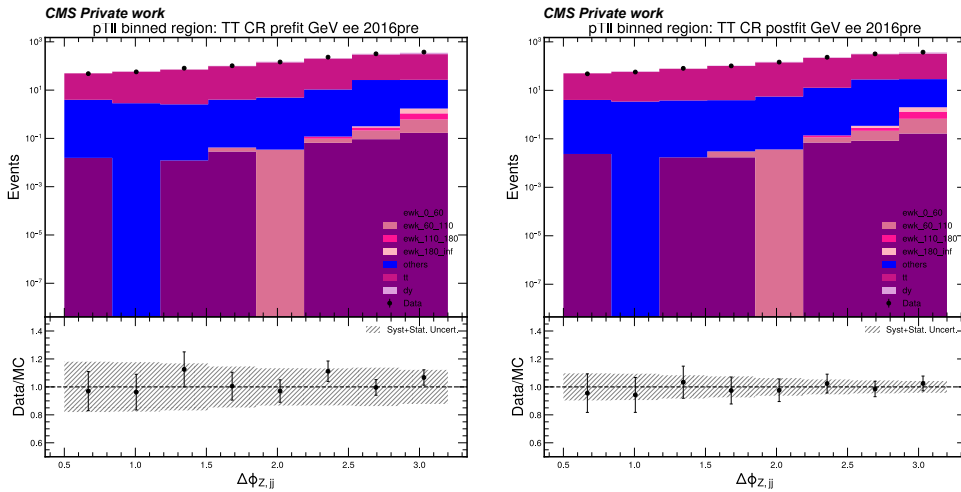 CMS Private work
pTll binned region: TT CR prefit GeV ee 2016pre
10³
10¹
10⁻¹
10⁻³
10⁻⁵
10⁻⁷
Events
ewk_0_60
ewk_60_110
ewk_110_180
ewk_180_inf
others
tt
dy
Data
Syst+Stat. Uncert.
1.4
1.2
1.0
0.8
0.6
Data/MC
0.5 1.0 1.5 2.0 2.5 3.0
Δϕ Z, jj
CMS Private work
pTll binned region: TT CR postfit GeV ee 2016pre
10³
10¹
10⁻¹
10⁻³
10⁻⁵
10⁻⁷
Events
ewk_0_60
ewk_60_110
ewk_110_180
ewk_180_inf
others
tt
dy
Data
Syst+Stat. Uncert.
1.4
1.2
1.0
0.8
0.6
Data/MC
0.5 1.0 1.5 2.0 2.5 3.0
Δϕ Z, jj